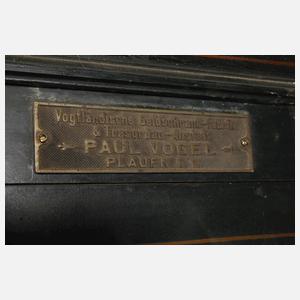 Vogtländische Geldschrank-Fabrik
& Tresorbau-Anstalt
PAUL VOGEL
PLAUEN i. V.